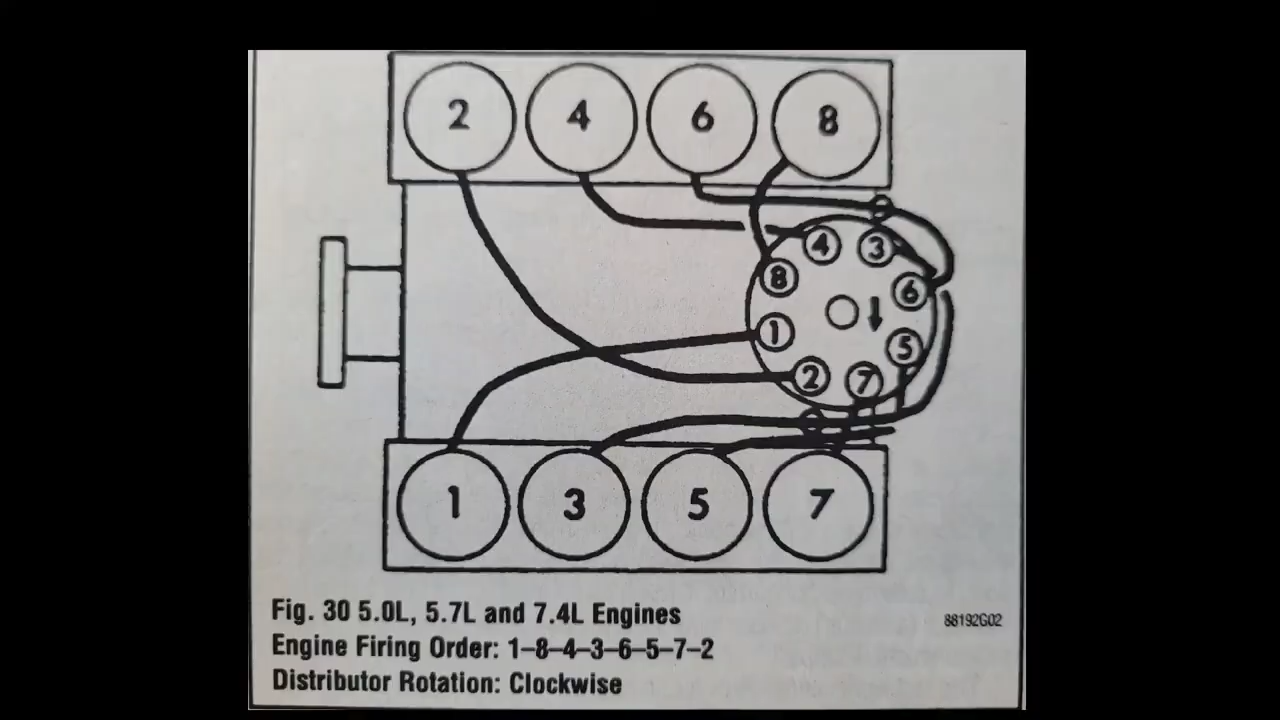 2 4 6 8
4 3
8 6
1 5
2 7
1 3 5 7
Fig. 30 5.0L, 5.7L and 7.4L Engines
88192G02
Engine Firing Order: 1–8–4–3–6–5–7–2
Distributor Rotation: Clockwise